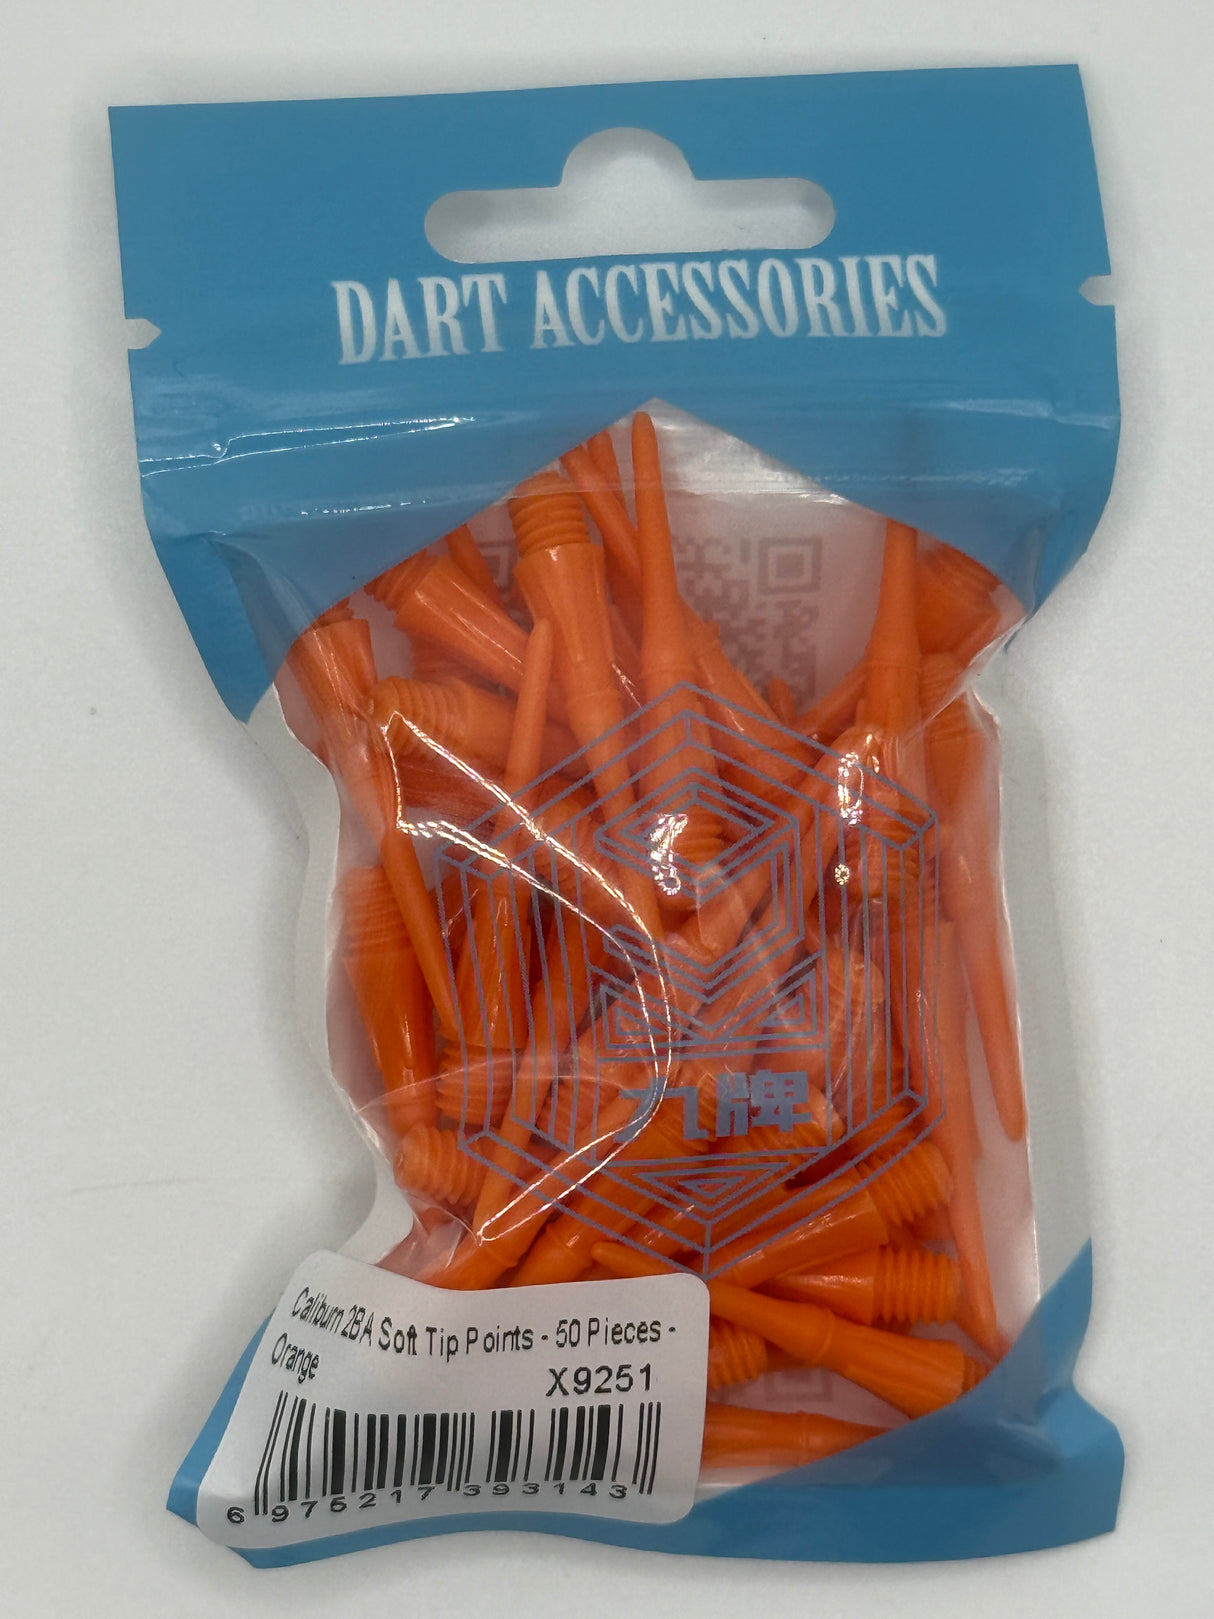 DART ACCESSORIES
九牌
Caliburn 2BA Soft Tip Points - 50 Pieces -
Orange
X9251
6 975217 393143